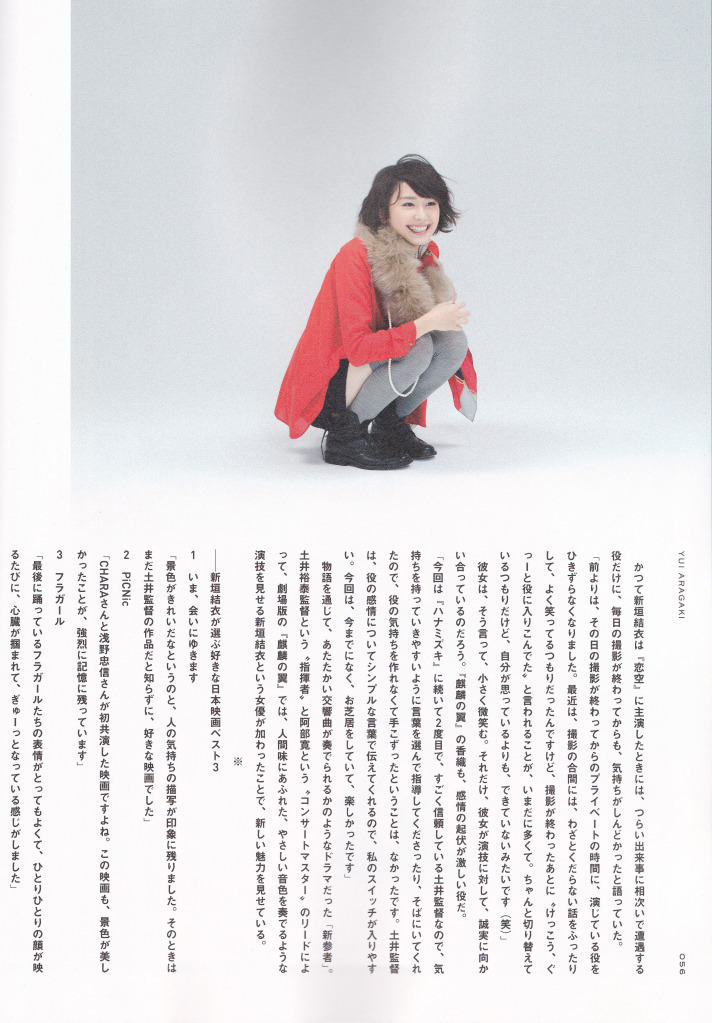 YUI ARAGAKI
かつて新垣結衣は『恋空』に主演したときには、つらい出来事に相次いで遭遇する
役だけに、毎日の撮影が終わってからも、気持ちがしんどかったと語っていた。
「前よりは、その日の撮影が終わってからのプライベートの時間に、演じている役を
ひきずらなくなりました。最近は、撮影の合間には、わざとくだらない話をふったり
して、よく笑ってるつもりだったんですけど、撮影が終わったあとに〝けっこう、ぐ
っーと役に入りこんでた〟と言われることが、いまだに多くて。ちゃんと切り替えて
いるつもりだけど、自分が思っているよりも、できていないみたいです（笑）」
彼女は、そう言って、小さく微笑む。それだけ、彼女が演技に対して、誠実に向か
い合っているのだろう。『麒麟の翼』の香織も、感情の起伏が激しい役だ。
「今回は『ハナミズキ』に続いて2度目で、すごく信頼している土井監督なので、気
持ちを持っていきやすいように言葉を選んで指導してくださったり、そばにいてくれ
たので、役の気持ちを作れなくて手こずったということは、なかったです。土井監督
は、役の感情についてシンプルな言葉で伝えてくれるので、私のスイッチが入りやす
い。今回は、今までになく、お芝居をしていて、楽しかったです」
物語を通じて、あたたかい交響曲が奏でられるかのようなドラマだった「新参者」。
土井裕泰監督という〝指揮者〟と阿部寛という〝コンサートマスター〟のリードによ
って、劇場版の『麒麟の翼』では、人間味にあふれた、やさしい音色を奏でるような
演技を見せる新垣結衣という女優が加わったことで、新しい魅力を見せている。
※
――新垣結衣が選ぶ好きな日本映画ベスト3
1 いま、会いにゆきます
「景色がきれいだなというのと、人の気持ちの描写が印象に残りました。そのときは
まだ土井監督の作品だと知らずに、好きな映画でした」
2 PiCNic
「CHARAさんと浅野忠信さんが初共演した映画ですよね。この映画も、景色が美し
かったことが、強烈に記憶に残っています」
3 フラガール
「最後に踊っているフラガールたちの表情がとってもよくて、ひとりひとりの顔が映
るたびに、心臓が掴まれて、ぎゅーっとなっている感じがしました」
056